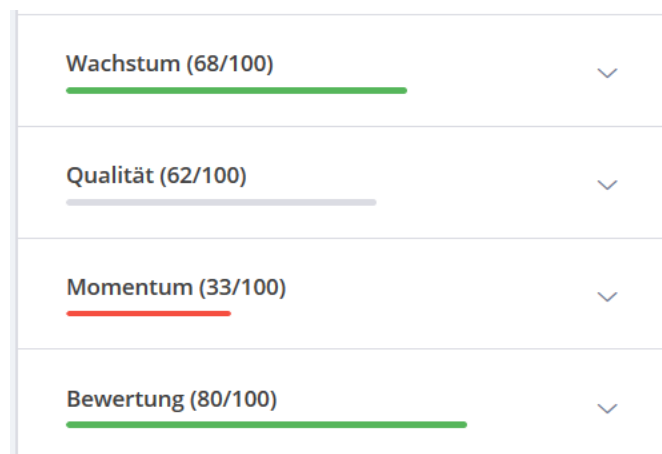 Wachstum (68/100)
Qualität (62/100)
Momentum (33/100)
Bewertung (80/100)